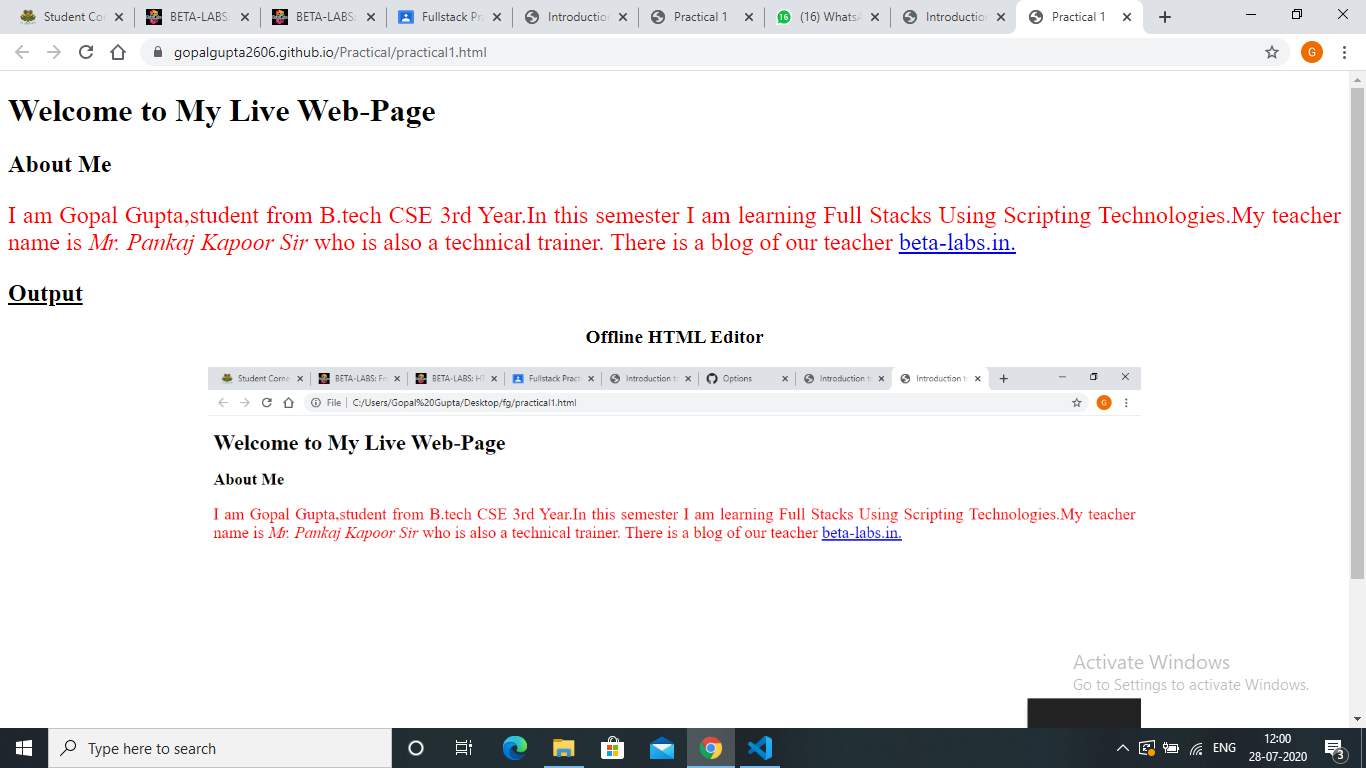 Student Cor
BETA-LABS:
BETA-LABS:
Fullstack Pr
Introduction
Practical 1
(16) WhatsA
Introduction
Practical 1
gopalgupta2606.github.io/Practical/practical1.html
G
Welcome to My Live Web-Page
About Me
I am Gopal Gupta,student from B.tech CSE 3rd Year.In this semester I am learning Full Stacks Using Scripting Technologies.My teacher
name is Mr. Pankaj Kapoor Sir who is also a technical trainer. There is a blog of our teacher beta-labs.in.
Output
Offline HTML Editor
Student Corne
BETA-LABS: Fr
BETA-LABS: HT
Fullstack Pract
Introduction to
Options
Introduction to
Introduction to
File | C:/Users/Gopal%20Gupta/Desktop/fg/practical1.html
G
Welcome to My Live Web-Page
About Me
I am Gopal Gupta,student from B.tech CSE 3rd Year.In this semester I am learning Full Stacks Using Scripting Technologies.My teacher
name is Mr. Pankaj Kapoor Sir who is also a technical trainer. There is a blog of our teacher beta-labs.in.
Activate Windows
Go to Settings to activate Windows.
Type here to search
ENG
12:00
28-07-2020
3